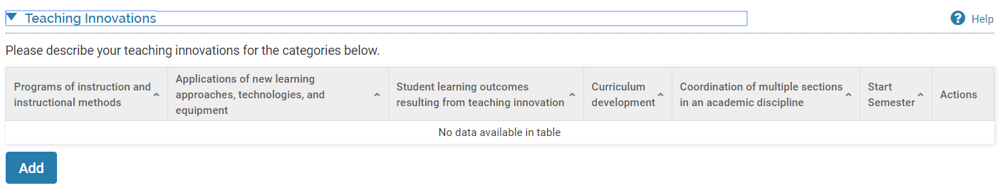 Teaching Innovations
Help
Please describe your teaching innovations for the categories below.
Programs of instruction and
instructional methods
Applications of new learning
approaches, technologies, and
equipment
Student learning outcomes
resulting from teaching innovation
Curriculum
development
Coordination of multiple sections
in an academic discipline
Start
Semester
Actions
No data available in table
Add